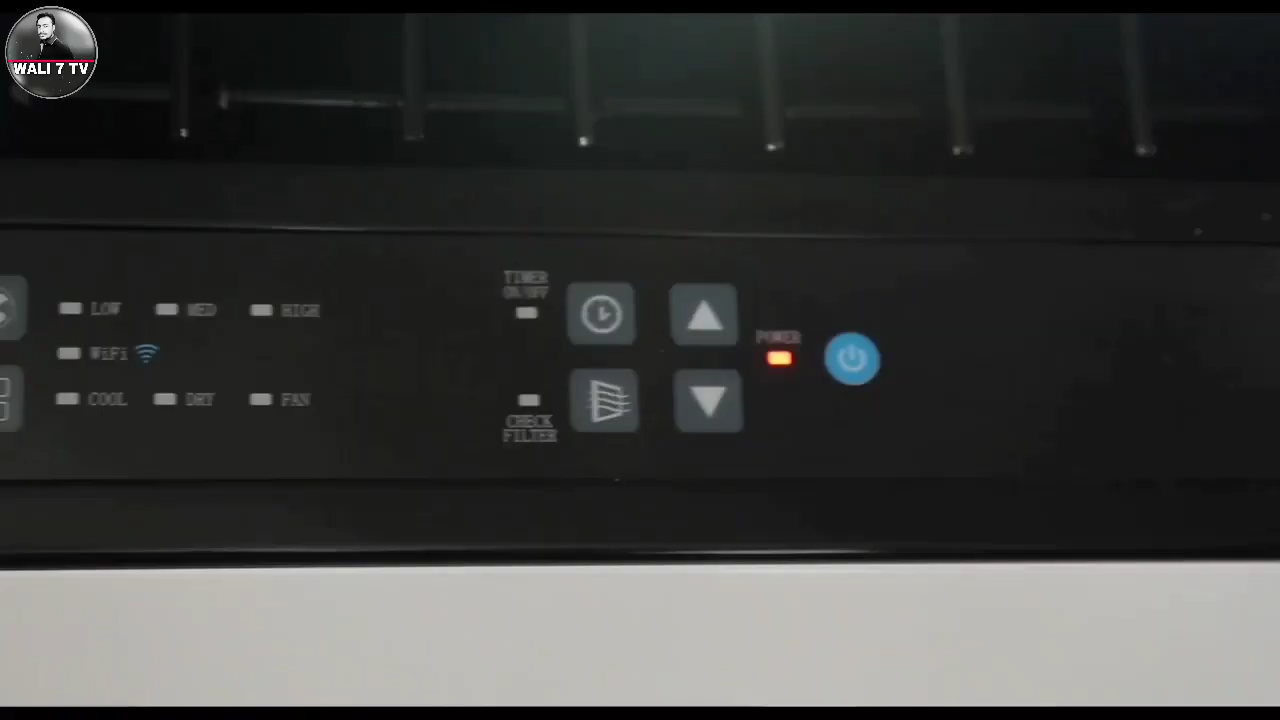 WALI 7 TV
TIMER
ON/OFF
LOW MED HIGH
POWER
WiFi
COOL DRY FAN
CHECK
FILTER